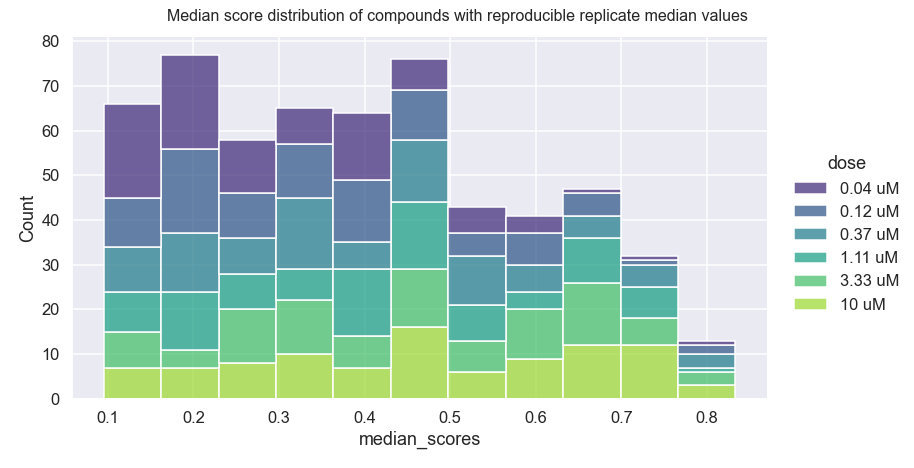 Median score distribution of compounds with reproducible replicate median values
80
70
60
50
40
30
20
10
0
Count
0.1 0.2 0.3 0.4 0.5 0.6 0.7 0.8
median_scores
dose
0.04 uM
0.12 uM
0.37 uM
1.11 uM
3.33 uM
10 uM